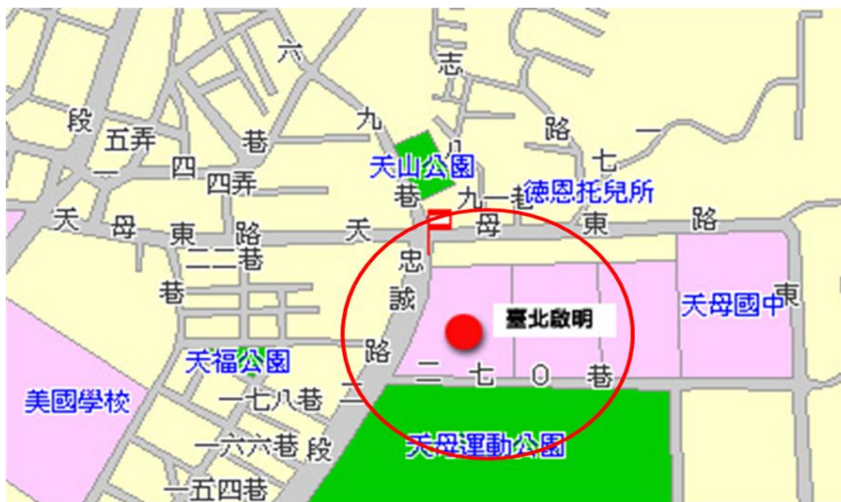 六
志
段
五弄
一
四
巷
九
天山公園
八
路
一
七
四弄
巷
九一巷
德恩托兒所
天
母
東
路
天
母
東
路
二二巷
巷
忠
誠
路
二
段
臺北啟明
天母國中
東
天福公園
二
七
0
巷
美國學校
一七八巷
一六六巷
天母運動公園
一五四巷